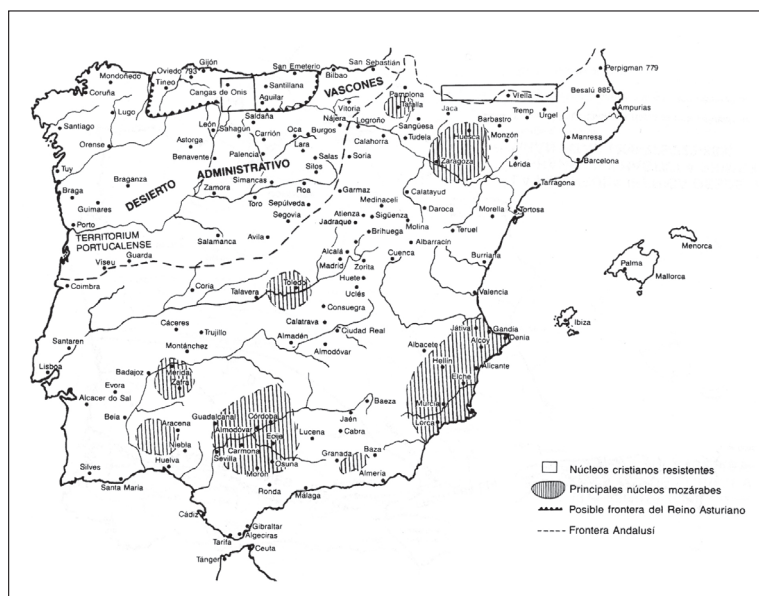 Gijón
San Emeterio
San Sebastián
Mondoñedo
Oviedo 793
Tineo
Bilbao
Coruña
Cangas de Onis
Santillana
Aguilar
VASCONES
Pamplona
Perpigman 779
Viella
Besalú 885
Lugo
Vitoria
Tafalla
Jaca
Tremp
Urgel
Ampurias
Santiago
León
Sahagún
Saldaña
Oca
Burgos
Nájera
Logroño
Sangüesa
Barbastro
Orense
Astorga
Carrión
Lara
Calahorra
Tudela
Huesca
Monzón
Manresa
Benavente
Palencia
Salas
Silos
Soria
Zaragoza
Lérida
Barcelona
Tuy
DESIERTO ADMINISTRATIVO
Braganza
Simancas
Braga
Zamora
Roa
Garmaz
Calatayud
Tarragona
Guimares
Toro
Sepúlveda
Medinaceli
Daroca
Morella
Tortosa
Porto
Segovia
Atienza
Sigüenza
Jadraque
Molina
Teruel
TERRITORIUM
PORTUCALENSE
Salamanca
Avila
Brihuega
Albarracín
Menorca
Viseu
Guarda
Alcalá
Madrid
Zorita
Cuenca
Burriana
Palma
Mallorca
Coimbra
Coria
Talavera
Toledo
Huete
Uclés
Valencia
Consuegra
Ibiza
Cáceres
Trujillo
Calatrava
Ciudad Real
Játiva
Gandía
Santaren
Montánchez
Almadén
Almodóvar
Albacete
Alcoy
Denia
Lisboa
Badajoz
Mérida
Zafra
Hellín
Alicante
Evora
Elche
Alcacer do Sal
Baeza
Murcia
Beia
Aracena
Guadalcanal
Córdoba
Almodóvar
Jaén
Lorca
Ecija
Lucena
Cabra
Niebla
Carmona
Baza
Sevilla
Osuna
Granada
Silves
Huelva
Morón
Almería
Santa María
Ronda
Málaga
Cádiz
Gibraltar
Tarifa
Algeciras
Ceuta
Tánger
Núcleos cristianos resistentes
Principales núcleos mozárabes
Posible frontera del Reino Asturiano
Frontera Andalusí